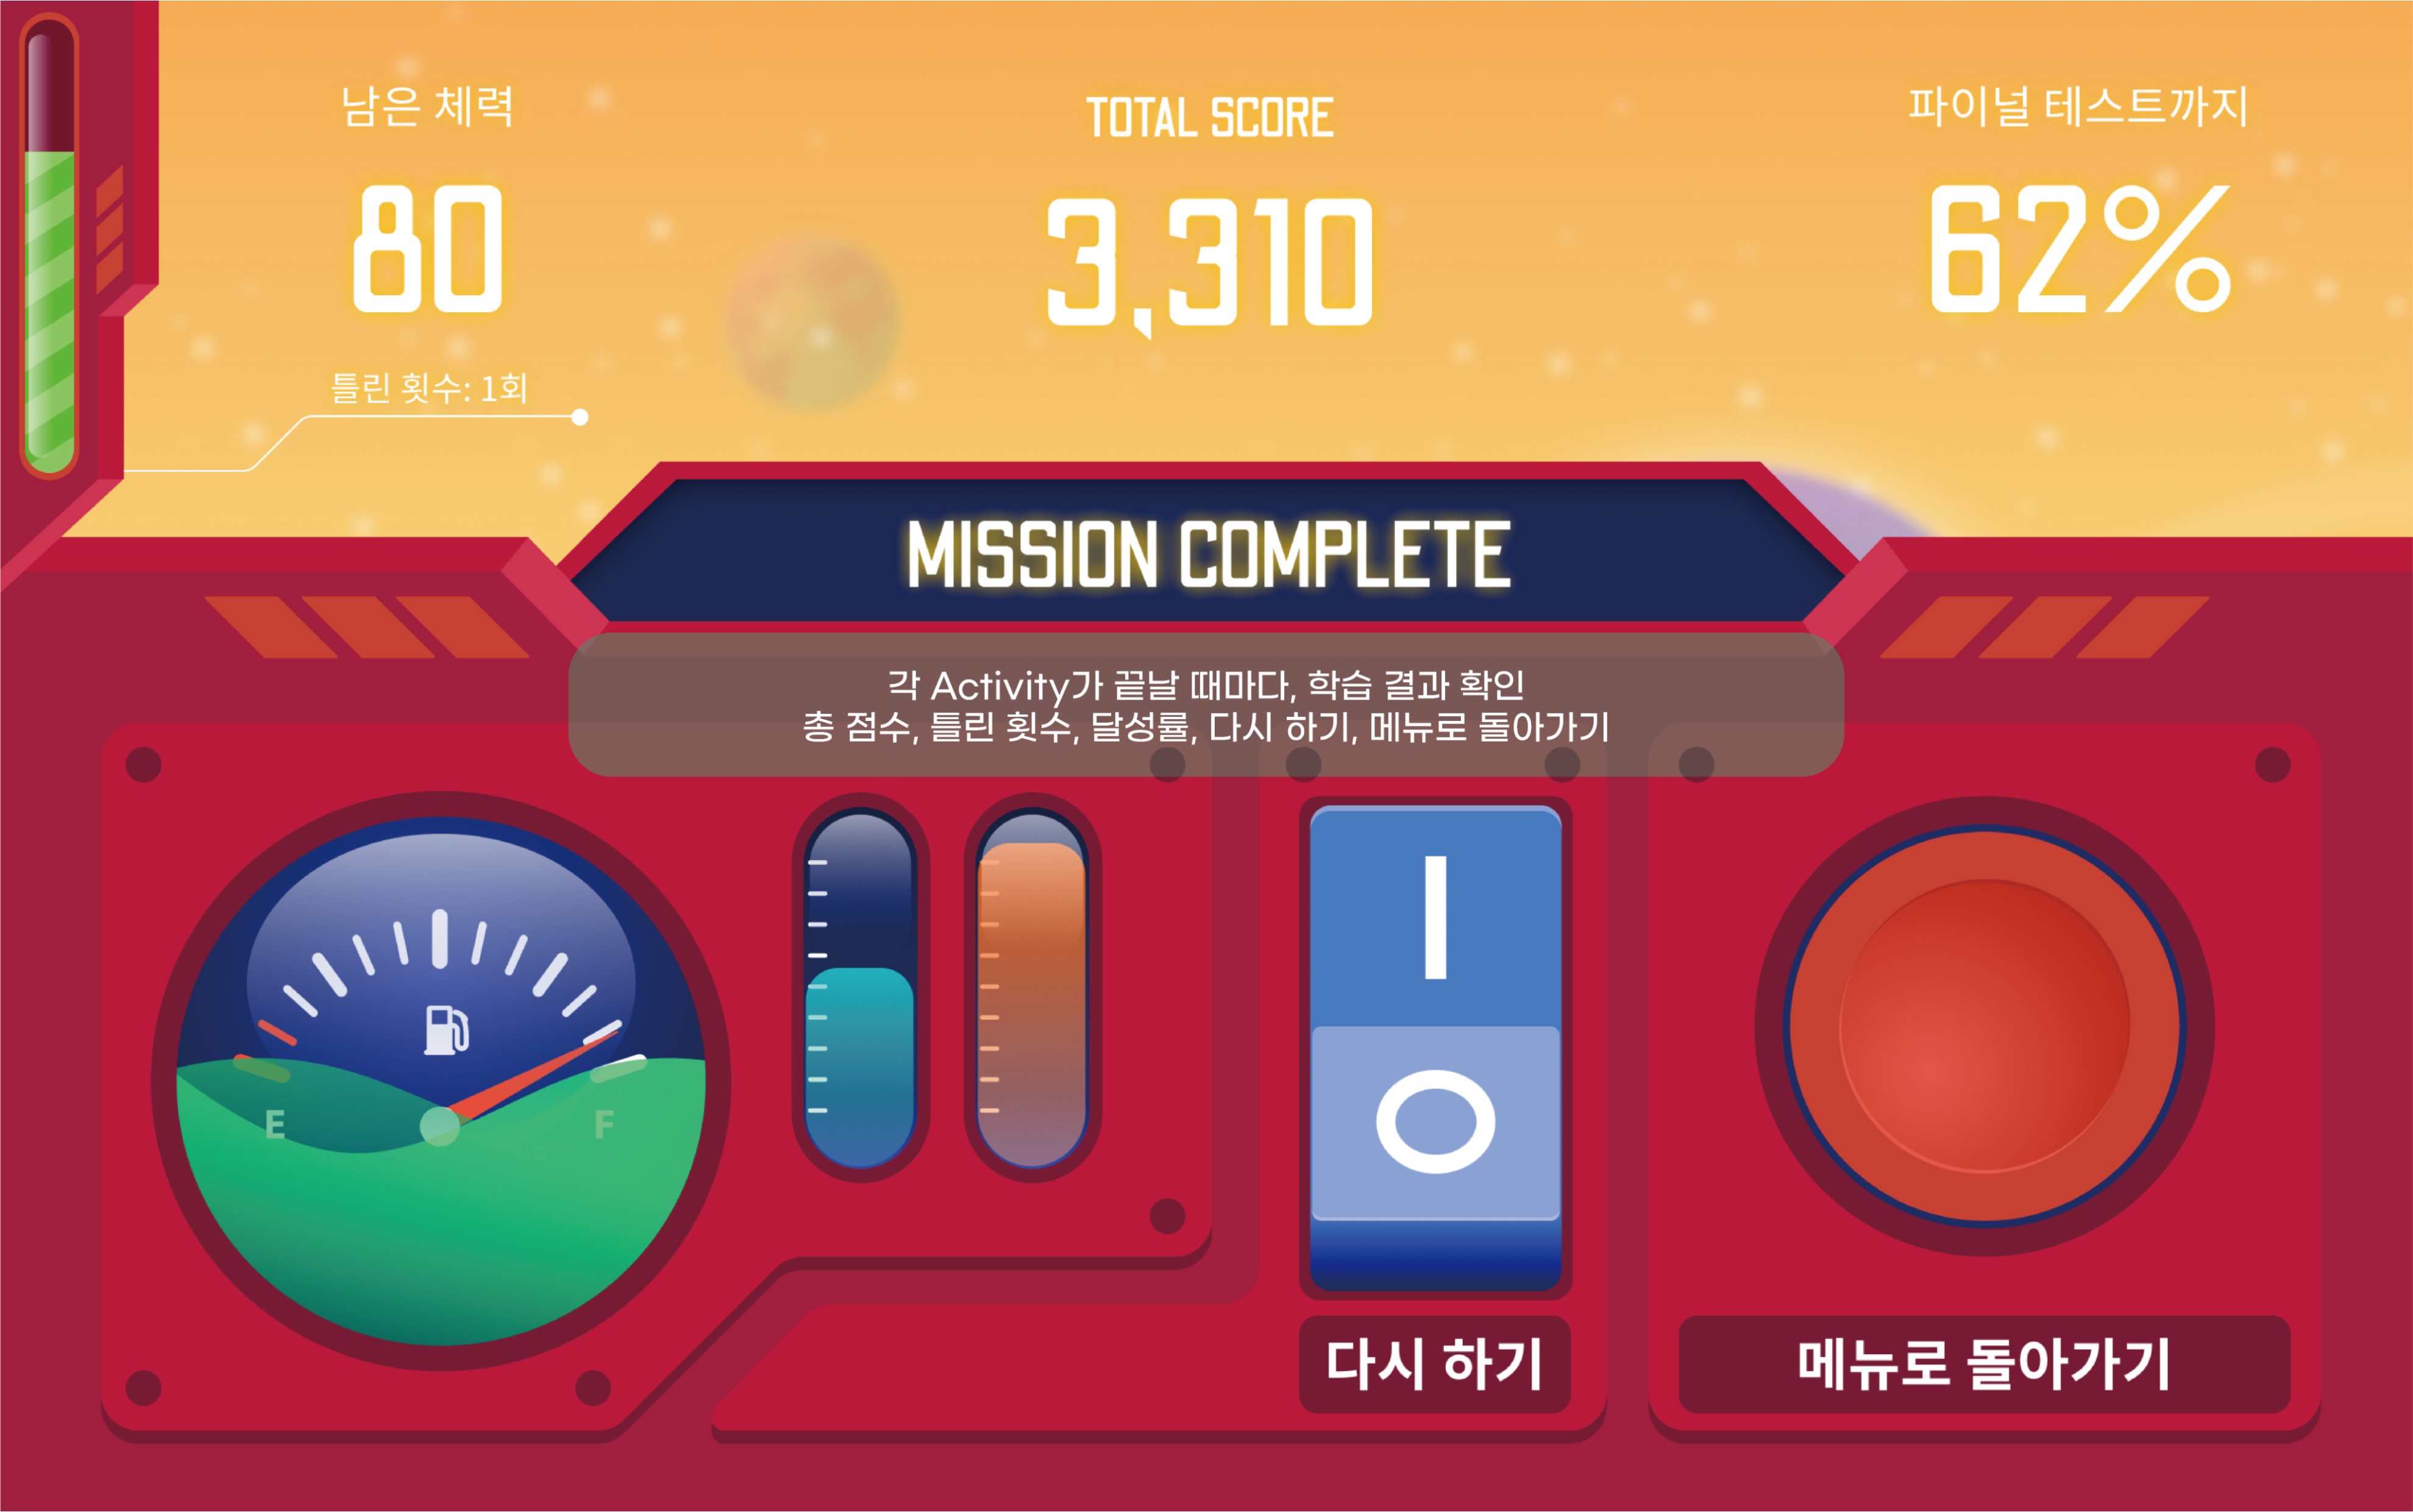 남은 체력
TOTAL SCORE
파이널 테스트까지
80
3,310
62%
틀린 횟수: 1회
MISSION COMPLETE
각 Activity가 끝날 때마다, 학습 결과 확인
총 점수, 틀린 횟수, 달성률, 다시 하기, 메뉴로 돌아가기
E
F
다시 하기
메뉴로 돌아가기